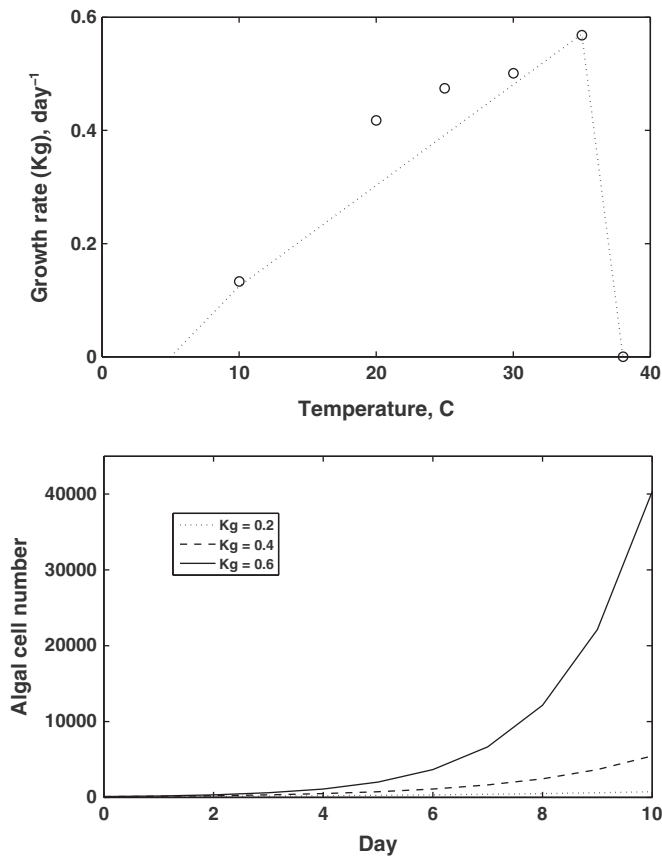 0.6
0.4
0.2
0
Growth rate (Kg), day⁻¹
0 10 20 30 40
Temperature, C
40000
30000
20000
10000
0
Algal cell number
Kg = 0.2
Kg = 0.4
Kg = 0.6
0 2 4 6 8 10
Day